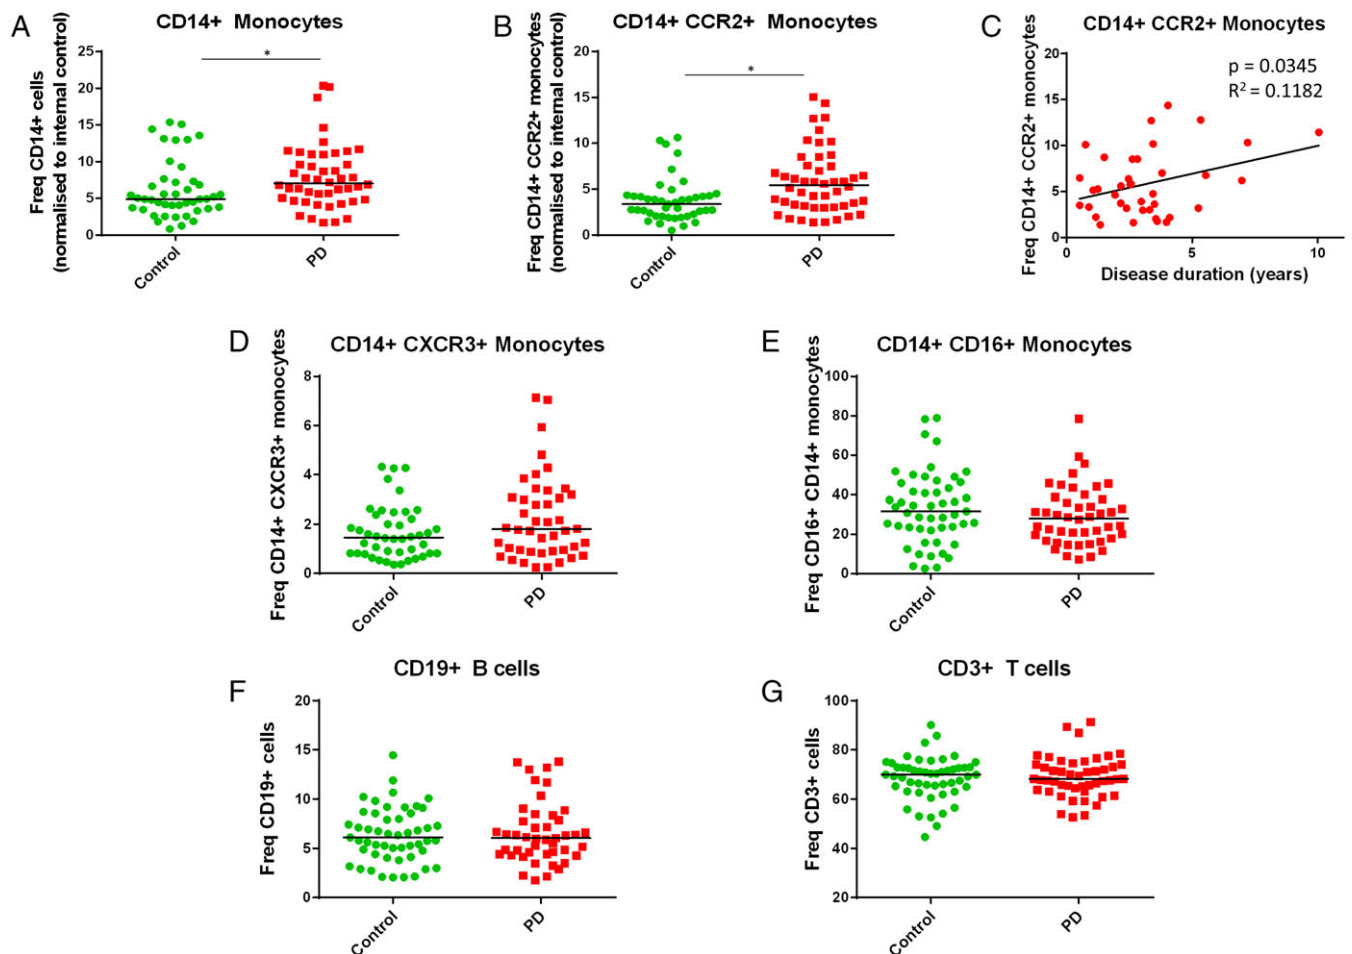 A
CD14+ Monocytes
Freq CD14+ cells
(normalised to internal control)
25
20
15
10
5
0
*
Control
PD
B
CD14+ CCR2+ Monocytes
Freq CD14+ CCR2+ monocytes
(normalised to internal control)
20
15
10
5
0
*
Control
PD
C
CD14+ CCR2+ Monocytes
Freq CD14+ CCR2+ monocytes
20
15
10
5
0
p = 0.0345
R² = 0.1182
0
5
10
Disease duration (years)
D
CD14+ CXCR3+ Monocytes
Freq CD14+ CXCR3+ monocytes
8
6
4
2
0
Control
PD
E
CD14+ CD16+ Monocytes
Freq CD16+ CD14+ monocytes
100
80
60
40
20
0
Control
PD
F
CD19+ B cells
Freq CD19+ cells
20
15
10
5
0
Control
PD
G
CD3+ T cells
Freq CD3+ cells
100
80
60
40
20
Control
PD